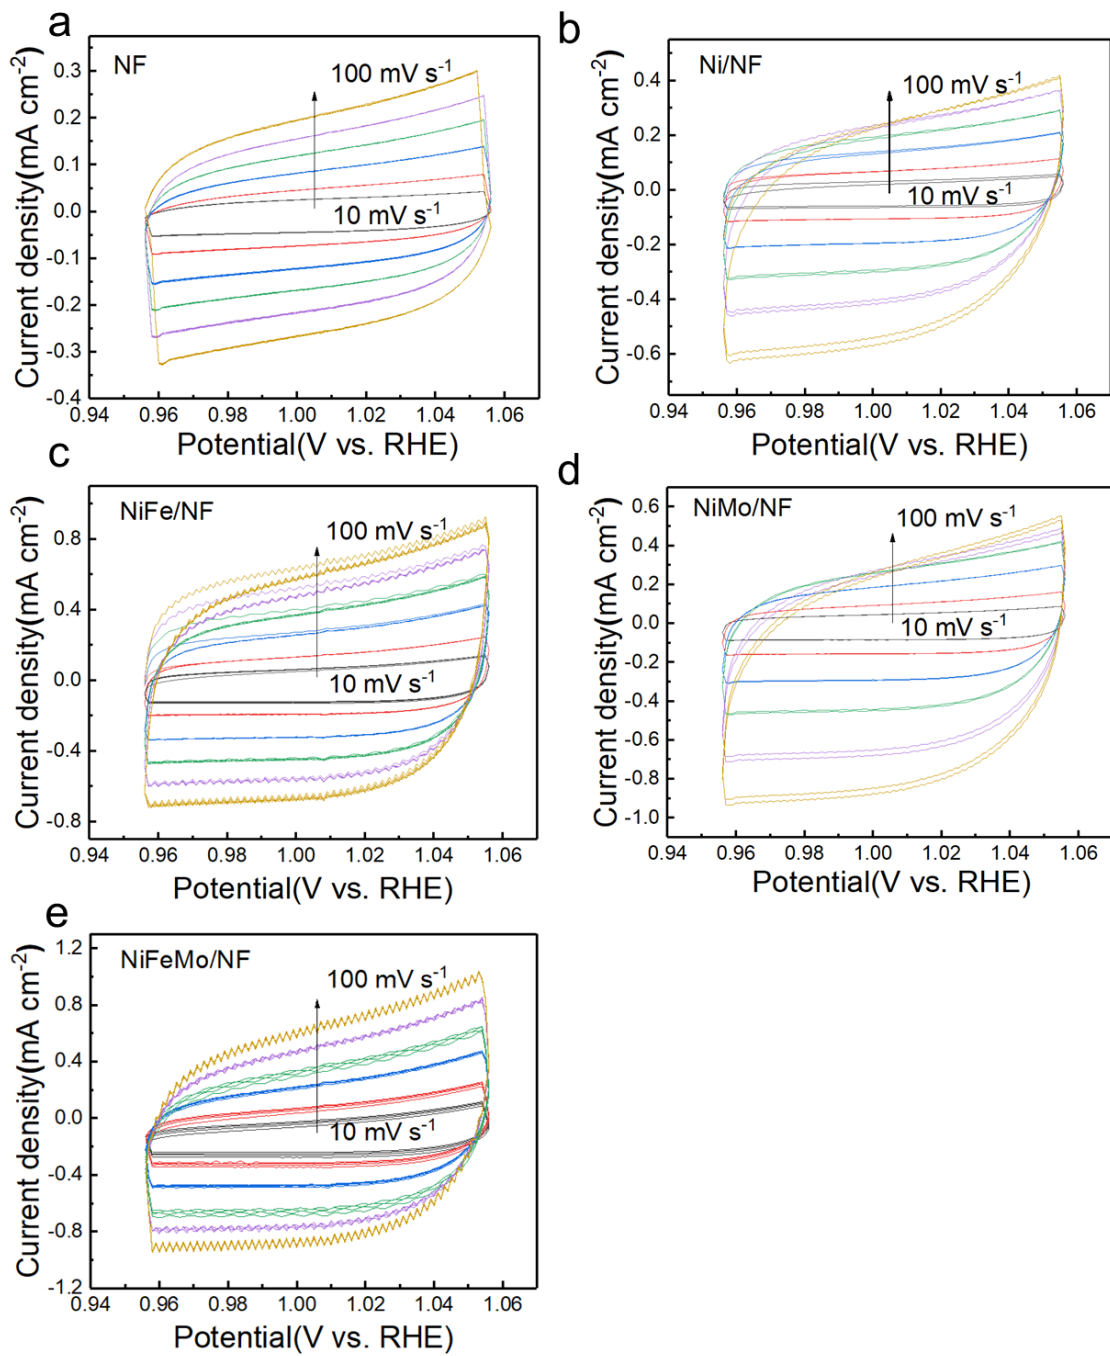 a
NF
100 mV s⁻¹
10 mV s⁻¹
0.3
0.2
0.1
0.0
-0.1
-0.2
-0.3
-0.4
0.94 0.96 0.98 1.00 1.02 1.04 1.06
Current density(mA cm⁻²)
Potential(V vs. RHE)
b
Ni/NF
100 mV s⁻¹
10 mV s⁻¹
0.4
0.2
0.0
-0.2
-0.4
-0.6
0.94 0.96 0.98 1.00 1.02 1.04 1.06
Current density(mA cm⁻²)
Potential(V vs. RHE)
c
NiFe/NF
100 mV s⁻¹
10 mV s⁻¹
0.8
0.4
0.0
-0.4
-0.8
0.94 0.96 0.98 1.00 1.02 1.04 1.06
Current density(mA cm⁻²)
Potential(V vs. RHE)
d
NiMo/NF
100 mV s⁻¹
10 mV s⁻¹
0.6
0.4
0.2
0.0
-0.2
-0.4
-0.6
-0.8
-1.0
0.94 0.96 0.98 1.00 1.02 1.04 1.06
Current density(mA cm⁻²)
Potential(V vs. RHE)
e
NiFeMo/NF
100 mV s⁻¹
10 mV s⁻¹
1.2
0.8
0.4
0.0
-0.4
-0.8
-1.2
0.94 0.96 0.98 1.00 1.02 1.04 1.06
Current density(mA cm⁻²)
Potential(V vs. RHE)